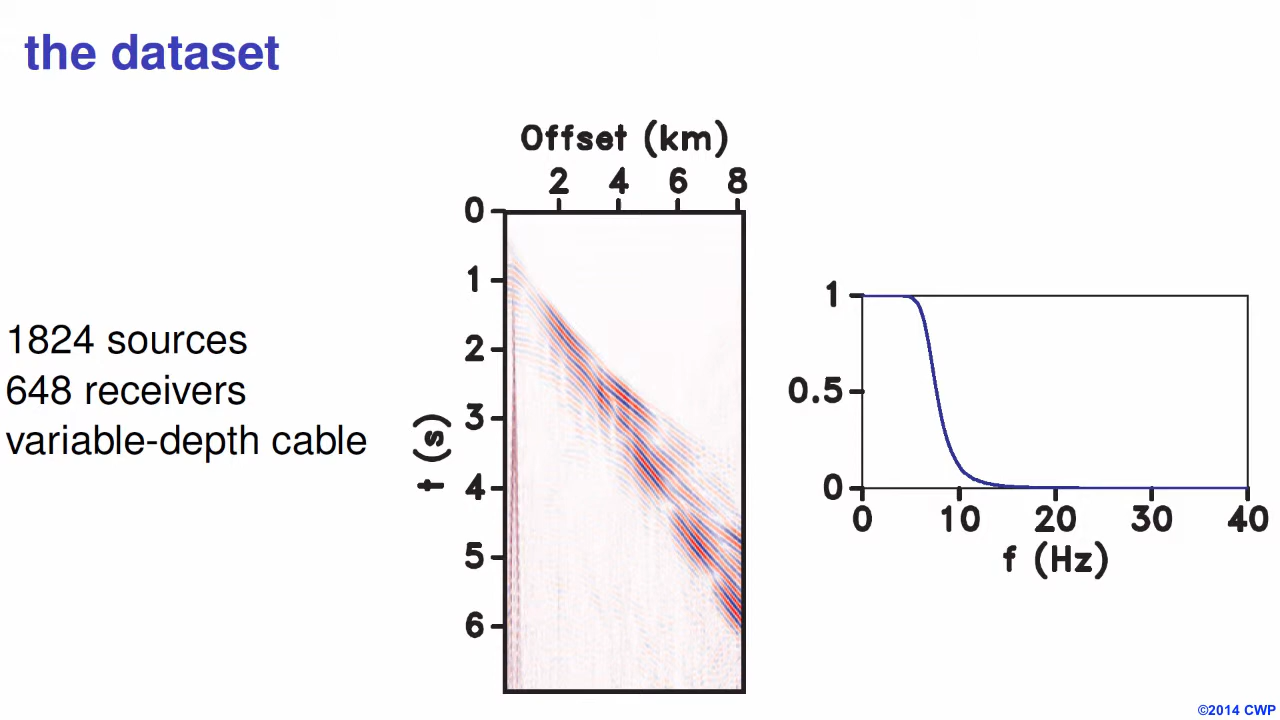 the dataset
1824 sources
648 receivers
variable-depth cable
Offset (km)
2 4 6 8
0
1
2
3
4
5
6
t (s)
1
0.5
0
0 10 20 30 40
f (Hz)
©2014 CWP